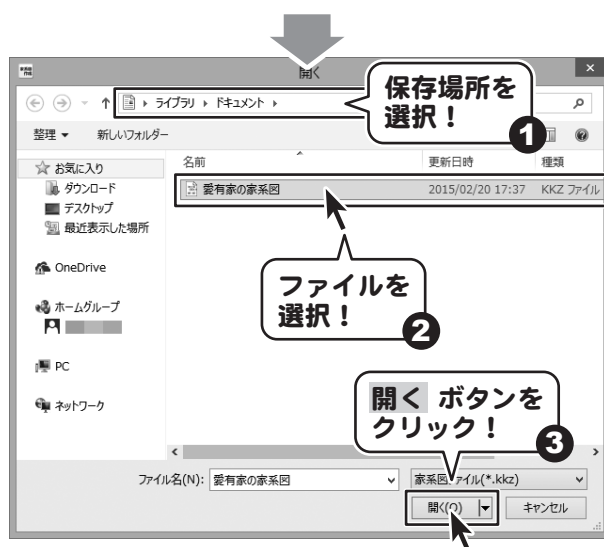 開く
ライブラリ ▸ ドキュメント ▸
保存場所を
選択！
1
整理 ▼ 新しいフォルダー
名前 更新日時 種類
愛有家の家系図 2015/02/20 17:37 KKZ ファイル
お気に入り
ダウンロード
デスクトップ
最近表示した場所
OneDrive
ホームグループ
PC
ネットワーク
ファイルを
選択！
2
開く ボタンを
クリック！
3
ファイル名(N): 愛有家の家系図
家系図ファイル(*.kkz)
開く(O) キャンセル